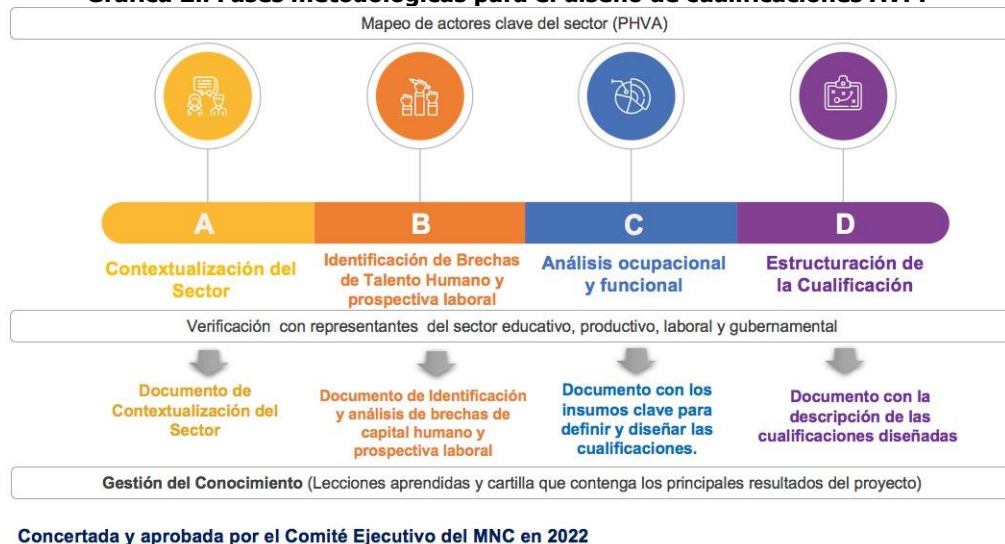 Mapeo de actores clave del sector (PHVA)
A
B
C
D
Contextualización del
Sector
Identificación de Brechas
de Talento Humano y
prospectiva laboral
Análisis ocupacional
y funcional
Estructuración de
la Cualificación
Verificación con representantes del sector educativo, productivo, laboral y gubernamental
Documento de
Contextualización del
Sector
Documento de Identificación
y análisis de brechas de
capital humano y
prospectiva laboral
Documento con los
insumos clave para
definir y diseñar las
cualificaciones.
Documento con la
descripción de las
cualificaciones diseñadas
Gestión del Conocimiento (Lecciones aprendidas y cartilla que contenga los principales resultados del proyecto)
Concertada y aprobada por el Comité Ejecutivo del MNC en 2022